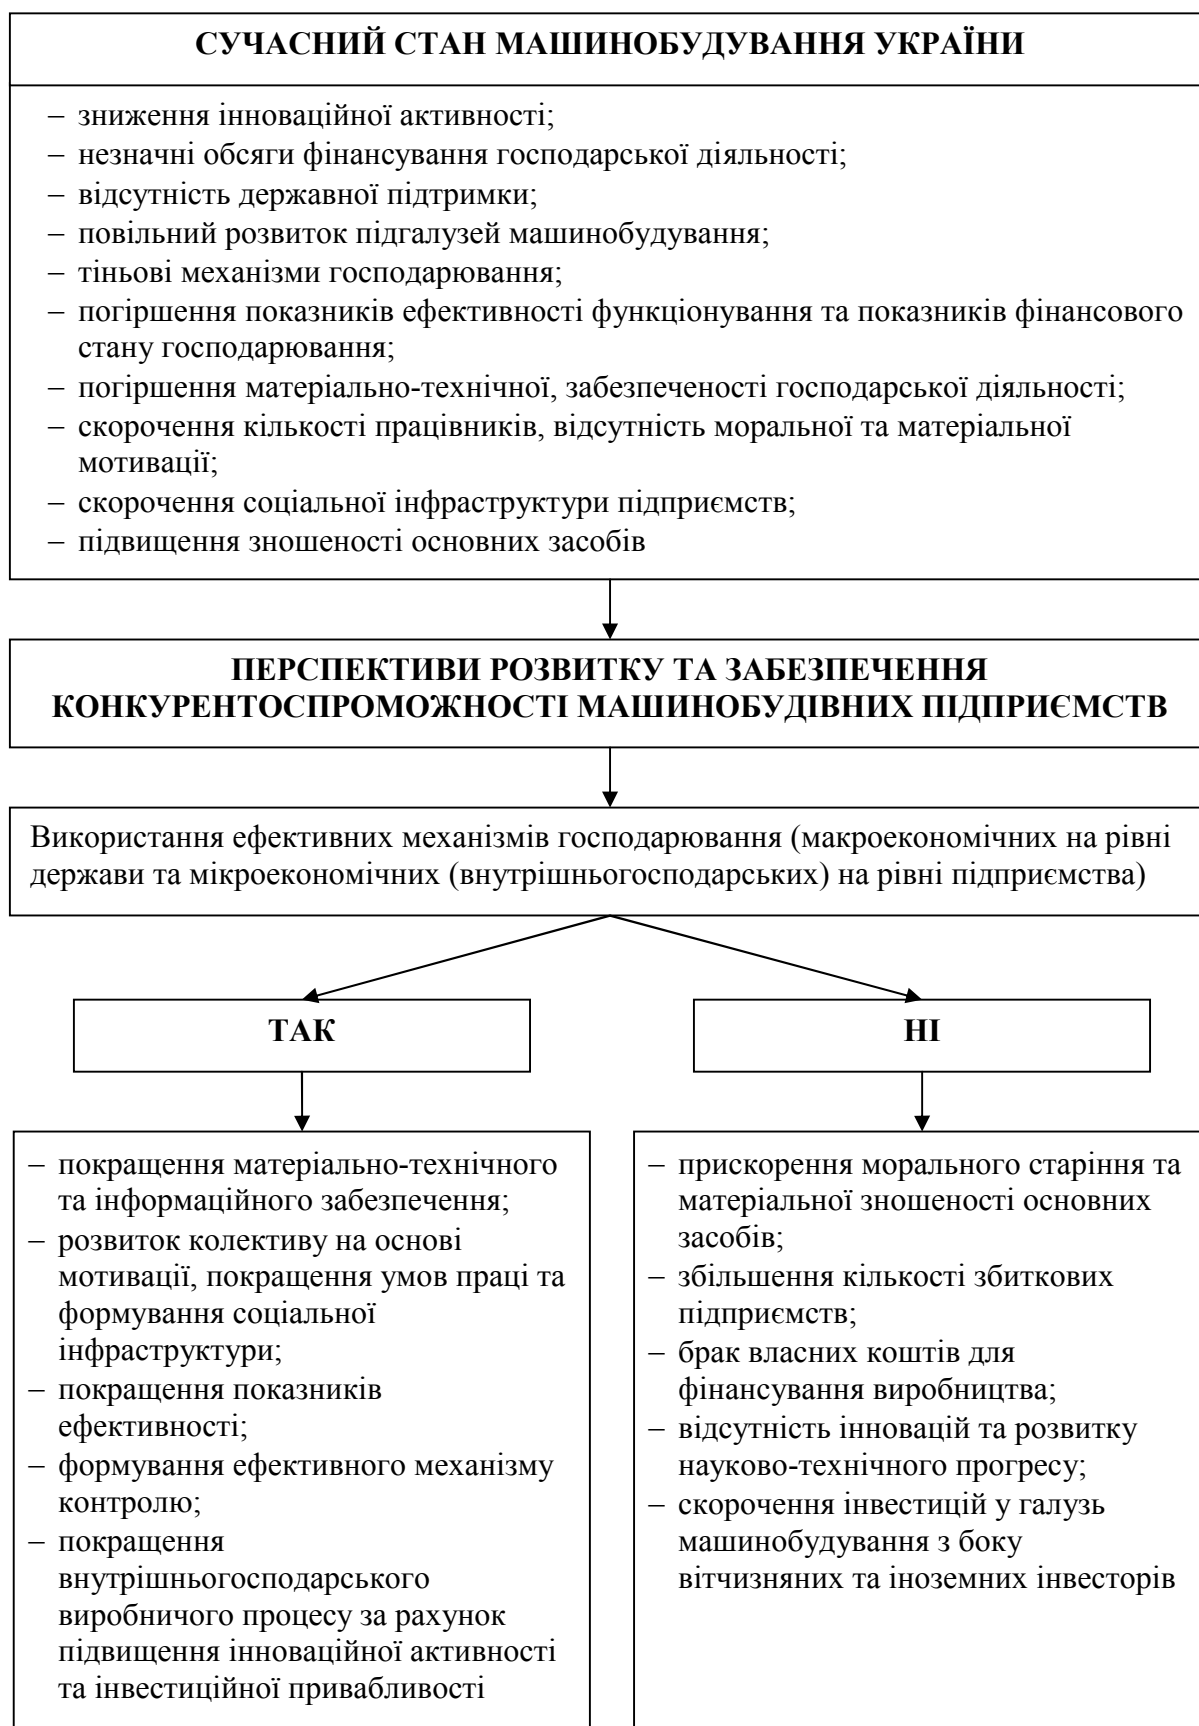 СУЧАСНИЙ СТАН МАШИНОБУДУВАННЯ УКРАЇНИ
– зниження інноваційної активності;
– незначні обсяги фінансування господарської діяльності;
– відсутність державної підтримки;
– повільний розвиток підгалузей машинобудування;
– тіньові механізми господарювання;
– погіршення показників ефективності функціонування та показників фінансового
стану господарювання;
– погіршення матеріально-технічної, забезпеченості господарської діяльності;
– скорочення кількості працівників, відсутність моральної та матеріальної
мотивації;
– скорочення соціальної інфраструктури підприємств;
– підвищення зношеності основних засобів
ПЕРСПЕКТИВИ РОЗВИТКУ ТА ЗАБЕЗПЕЧЕННЯ
КОНКУРЕНТОСПРОМОЖНОСТІ МАШИНОБУДІВНИХ ПІДПРИЄМСТВ
Використання ефективних механізмів господарювання (макроекономічних на рівні
держави та мікроекономічних (внутрішньогосподарських) на рівні підприємства)
ТАК
– покращення матеріально-технічного
та інформаційного забезпечення;
– розвиток колективу на основі
мотивації, покращення умов праці та
формування соціальної
інфраструктури;
– покращення показників
ефективності;
– формування ефективного механізму
контролю;
– покращення
внутрішньогосподарського
виробничого процесу за рахунок
підвищення інноваційної активності
та інвестиційної привабливості
НІ
– прискорення морального старіння та
матеріальної зношеності основних
засобів;
– збільшення кількості збиткових
підприємств;
– брак власних коштів для
фінансування виробництва;
– відсутність інновацій та розвитку
науково-технічного прогресу;
– скорочення інвестицій у галузь
машинобудування з боку
вітчизняних та іноземних інвесторів